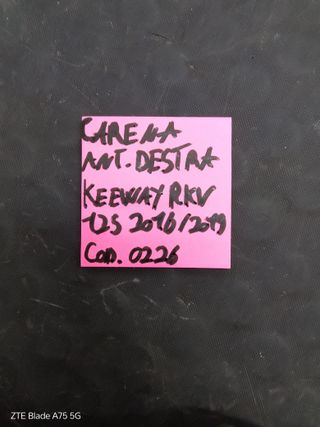 CARENA
ANT. DESTRA
KEEWAY RKV
125 2016/2019
COD. 0226
ZTE Blade A75 5G